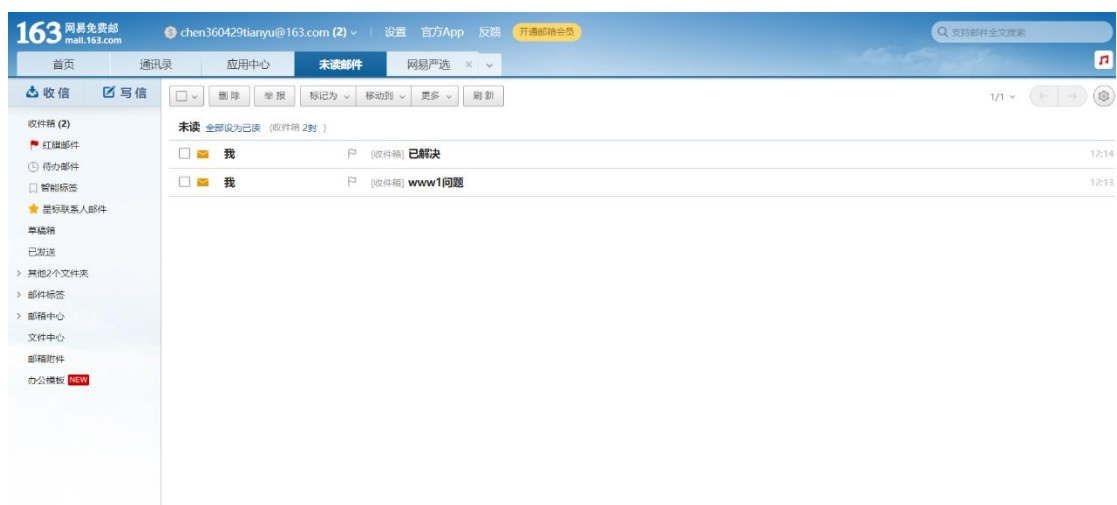 163 网易免费邮
mail.163.com
chen360429tianyu@163.com (2)
设置 官方App 反馈 开通邮箱会员
支持邮件全文搜索
首页 通讯录 应用中心 未读邮件 网易严选 ×
收信 写信
删除 举报 标记为 移动到 更多 刷新
1/1
收件箱 (2)
红旗邮件
待办邮件
智能标签
星标联系人邮件
草稿箱
已发送
其他2个文件夹
邮件标签
邮箱中心
文件中心
邮箱附件
办公模板 NEW
未读 全部设为已读 (收件箱 2封 )
我 [收件箱] 已解决 12:14
我 [收件箱] www1问题 12:13